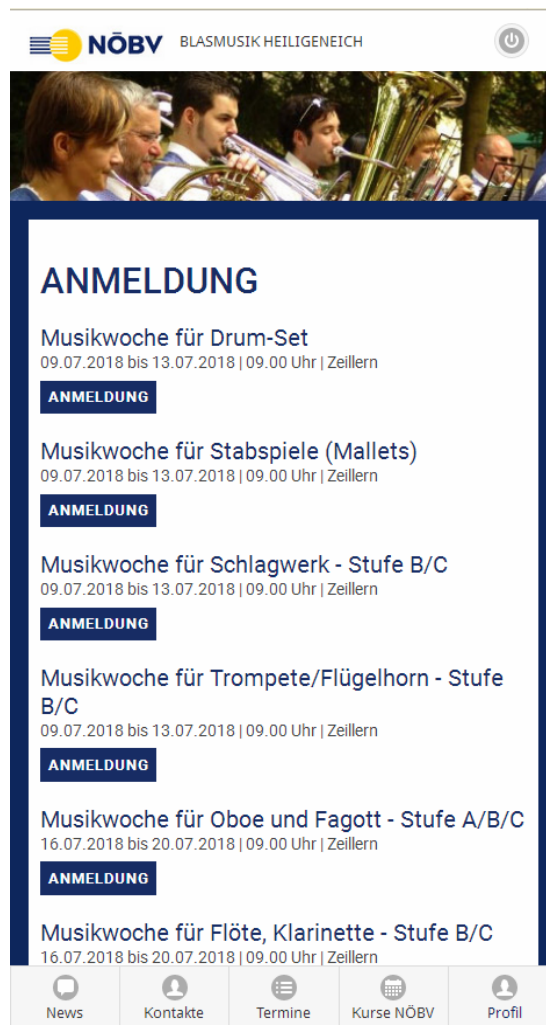 NÖBV BLASMUSIK HEILIGENEICH
ANMELDUNG
Musikwoche für Drum-Set
09.07.2018 bis 13.07.2018 | 09.00 Uhr | Zeillern
ANMELDUNG
Musikwoche für Stabspiele (Mallets)
09.07.2018 bis 13.07.2018 | 09.00 Uhr | Zeillern
ANMELDUNG
Musikwoche für Schlagwerk - Stufe B/C
09.07.2018 bis 13.07.2018 | 09.00 Uhr | Zeillern
ANMELDUNG
Musikwoche für Trompete/Flügelhorn - Stufe
B/C
09.07.2018 bis 13.07.2018 | 09.00 Uhr | Zeillern
ANMELDUNG
Musikwoche für Oboe und Fagott - Stufe A/B/C
16.07.2018 bis 20.07.2018 | 09.00 Uhr | Zeillern
ANMELDUNG
Musikwoche für Flöte, Klarinette - Stufe B/C
16.07.2018 bis 20.07.2018 | 09.00 Uhr | Zeillern
News Kontakte Termine Kurse NÖBV Profil